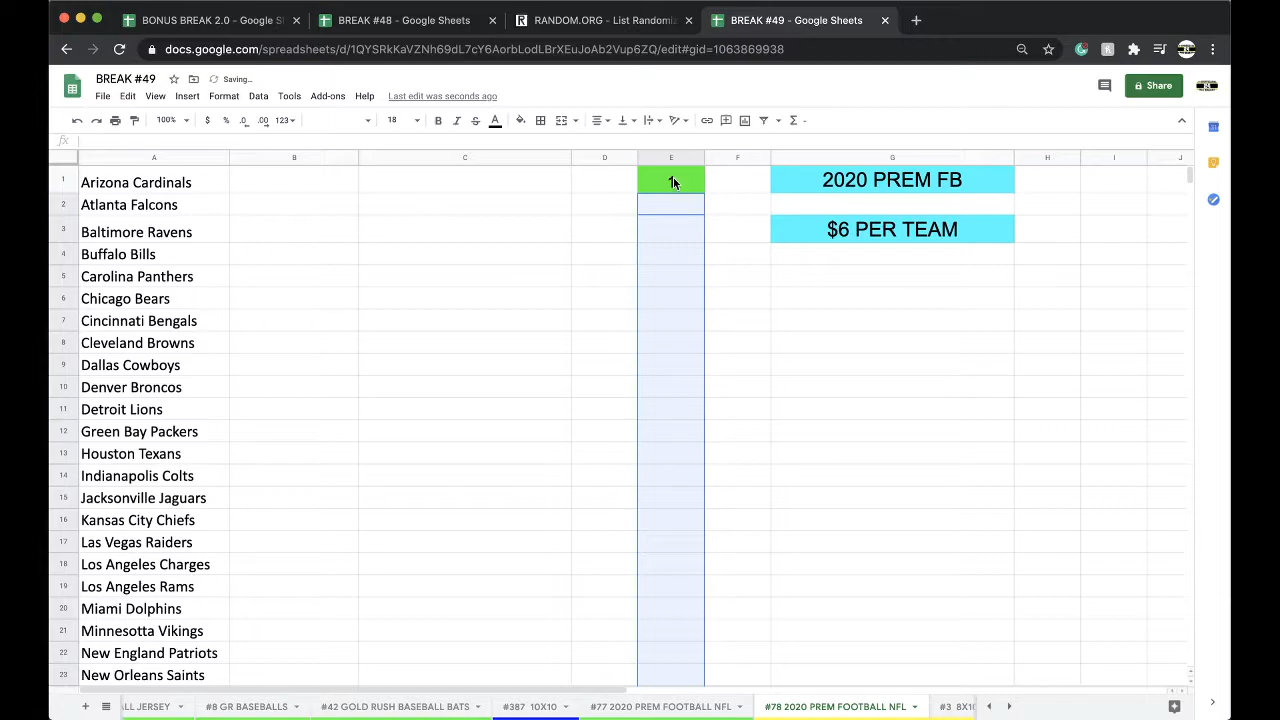 BONUS BREAK 2.0 - Google S
BREAK #48 - Google Sheets
RANDOM.ORG - List Randomi
BREAK #49 - Google Sheets
docs.google.com/spreadsheets/d/1QYSRkKaVZNh69dL7cY6AorbLodLBrXEuJoAb2Vup6ZQ/edit#gid=1063869938
BREAK #49
Saving...
File Edit View Insert Format Data Tools Add-ons Help Last edit was seconds ago
Share
100% $ % .0 .00 123 18 B I S A
fx
A B C D E F G H I J
1 Arizona Cardinals 1 2020 PREM FB
2 Atlanta Falcons
3 Baltimore Ravens $6 PER TEAM
4 Buffalo Bills
5 Carolina Panthers
6 Chicago Bears
7 Cincinnati Bengals
8 Cleveland Browns
9 Dallas Cowboys
10 Denver Broncos
11 Detroit Lions
12 Green Bay Packers
13 Houston Texans
14 Indianapolis Colts
15 Jacksonville Jaguars
16 Kansas City Chiefs
17 Las Vegas Raiders
18 Los Angeles Charges
19 Los Angeles Rams
20 Miami Dolphins
21 Minnesotta Vikings
22 New England Patriots
23 New Orleans Saints
LL JERSEY #8 GR BASEBALLS #42 GOLD RUSH BASEBALL BATS #387 10X10 #77 2020 PREM FOOTBALL NFL #78 2020 PREM FOOTBALL NFL #3 8X1